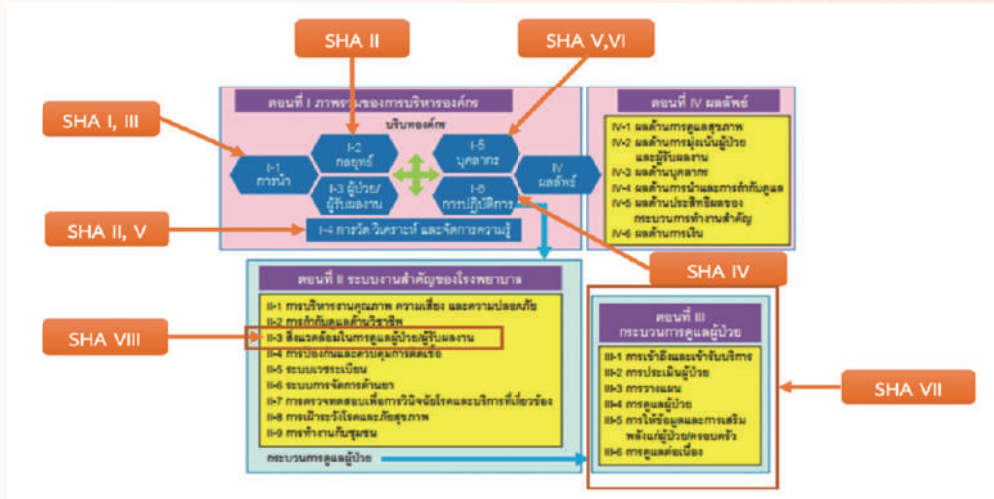 SHA II
SHA V,VI
SHA I, III
ตอนที่ I ภาพรวมของการบริหารองค์กร
บริบทองค์กร
I-1
การนำ
I-2
กลยุทธ์
I-3 ผู้ป่วย/
ผู้รับผลงาน
I-5
บุคลากร
I-6
การปฏิบัติการ
IV
ผลลัพธ์
I-4 การวัด วิเคราะห์ และจัดการความรู้
ตอนที่ IV ผลลัพธ์
IV-1 ผลด้านการดูแลสุขภาพ
IV-2 ผลด้านการมุ่งเน้นผู้ป่วย
และผู้รับผลงาน
IV-3 ผลด้านบุคลากร
IV-4 ผลด้านการนำและการกำกับดูแล
IV-5 ผลด้านประสิทธิผลของ
กระบวนการทำงานสำคัญ
IV-6 ผลด้านการเงิน
SHA II, V
SHA IV
ตอนที่ II ระบบงานสำคัญของโรงพยาบาล
II-1 การบริหารงานคุณภาพ ความเสี่ยง และความปลอดภัย
II-2 การกำกับดูแลด้านวิชาชีพ
II-3 สิ่งแวดล้อมในการดูแลผู้ป่วย/ผู้รับผลงาน
II-4 การป้องกันและควบคุมการติดเชื้อ
II-5 ระบบเวชระเบียน
II-6 ระบบการจัดการด้านยา
II-7 การตรวจทดสอบเพื่อการวินิจฉัยโรคและบริการที่เกี่ยวข้อง
II-8 การเฝ้าระวังโรคและภัยสุขภาพ
II-9 การทำงานกับชุมชน
กระบวนการดูแลผู้ป่วย
SHA VIII
ตอนที่ III
กระบวนการดูแลผู้ป่วย
III-1 การเข้าถึงและเข้ารับบริการ
III-2 การประเมินผู้ป่วย
III-3 การวางแผน
III-4 การดูแลผู้ป่วย
III-5 การให้ข้อมูลและการเสริม
พลังแก่ผู้ป่วย/ครอบครัว
III-6 การดูแลต่อเนื่อง
SHA VII